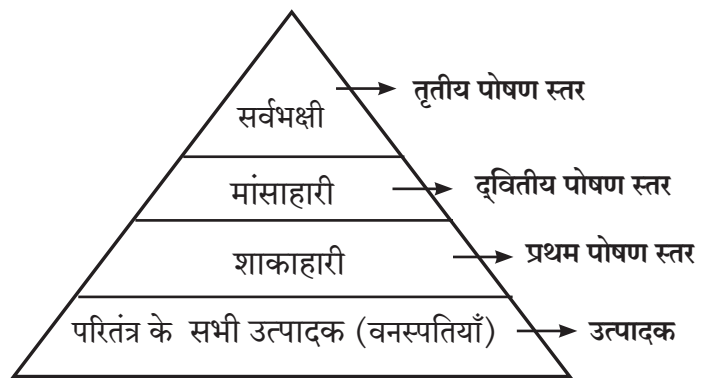 सर्वभक्षी → तृतीय पोषण स्तर
मांसाहारी → द्वितीय पोषण स्तर
शाकाहारी → प्रथम पोषण स्तर
परितंत्र के सभी उत्पादक (वनस्पतियाँ) → उत्पादक